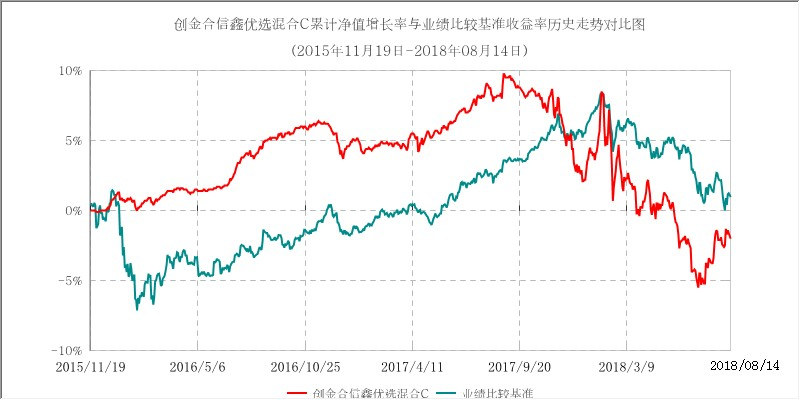 创金合信鑫优选混合C累计净值增长率与业绩比较基准收益率历史走势对比图
(2015年11月19日-2018年08月14日)
10%
5%
0%
-5%
-10%
2015/11/19 2016/5/6 2016/10/25 2017/4/11 2017/9/20 2018/3/9 2018/08/14
创金合信鑫优选混合C 业绩比较基准